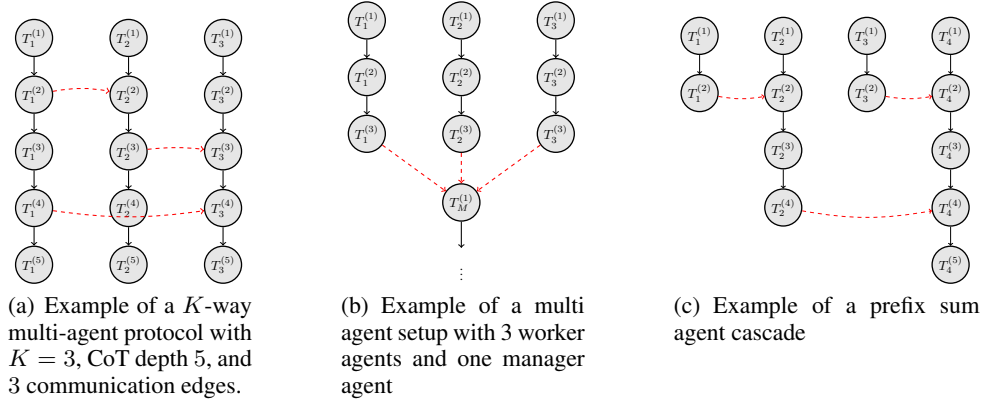 T_1^{(1)} T_2^{(1)} T_3^{(1)}
T_1^{(2)} T_2^{(2)} T_3^{(2)}
T_1^{(3)} T_2^{(3)} T_3^{(3)}
T_1^{(4)} T_2^{(4)} T_3^{(4)}
T_1^{(5)} T_2^{(5)} T_3^{(5)}
(a) Example of a K-way
multi-agent protocol with
K = 3, CoT depth 5, and
3 communication edges.
T_1^{(1)} T_2^{(1)} T_3^{(1)}
T_1^{(2)} T_2^{(2)} T_3^{(2)}
T_1^{(3)} T_2^{(3)} T_3^{(3)}
T_M^{(1)}
⋮
(b) Example of a multi
agent setup with 3 worker
agents and one manager
agent
T_1^{(1)} T_2^{(1)} T_3^{(1)} T_4^{(1)}
T_1^{(2)} T_2^{(2)} T_3^{(2)} T_4^{(2)}
T_2^{(3)} T_4^{(3)}
T_2^{(4)} T_4^{(4)}
T_4^{(5)}
(c) Example of a prefix sum
agent cascade